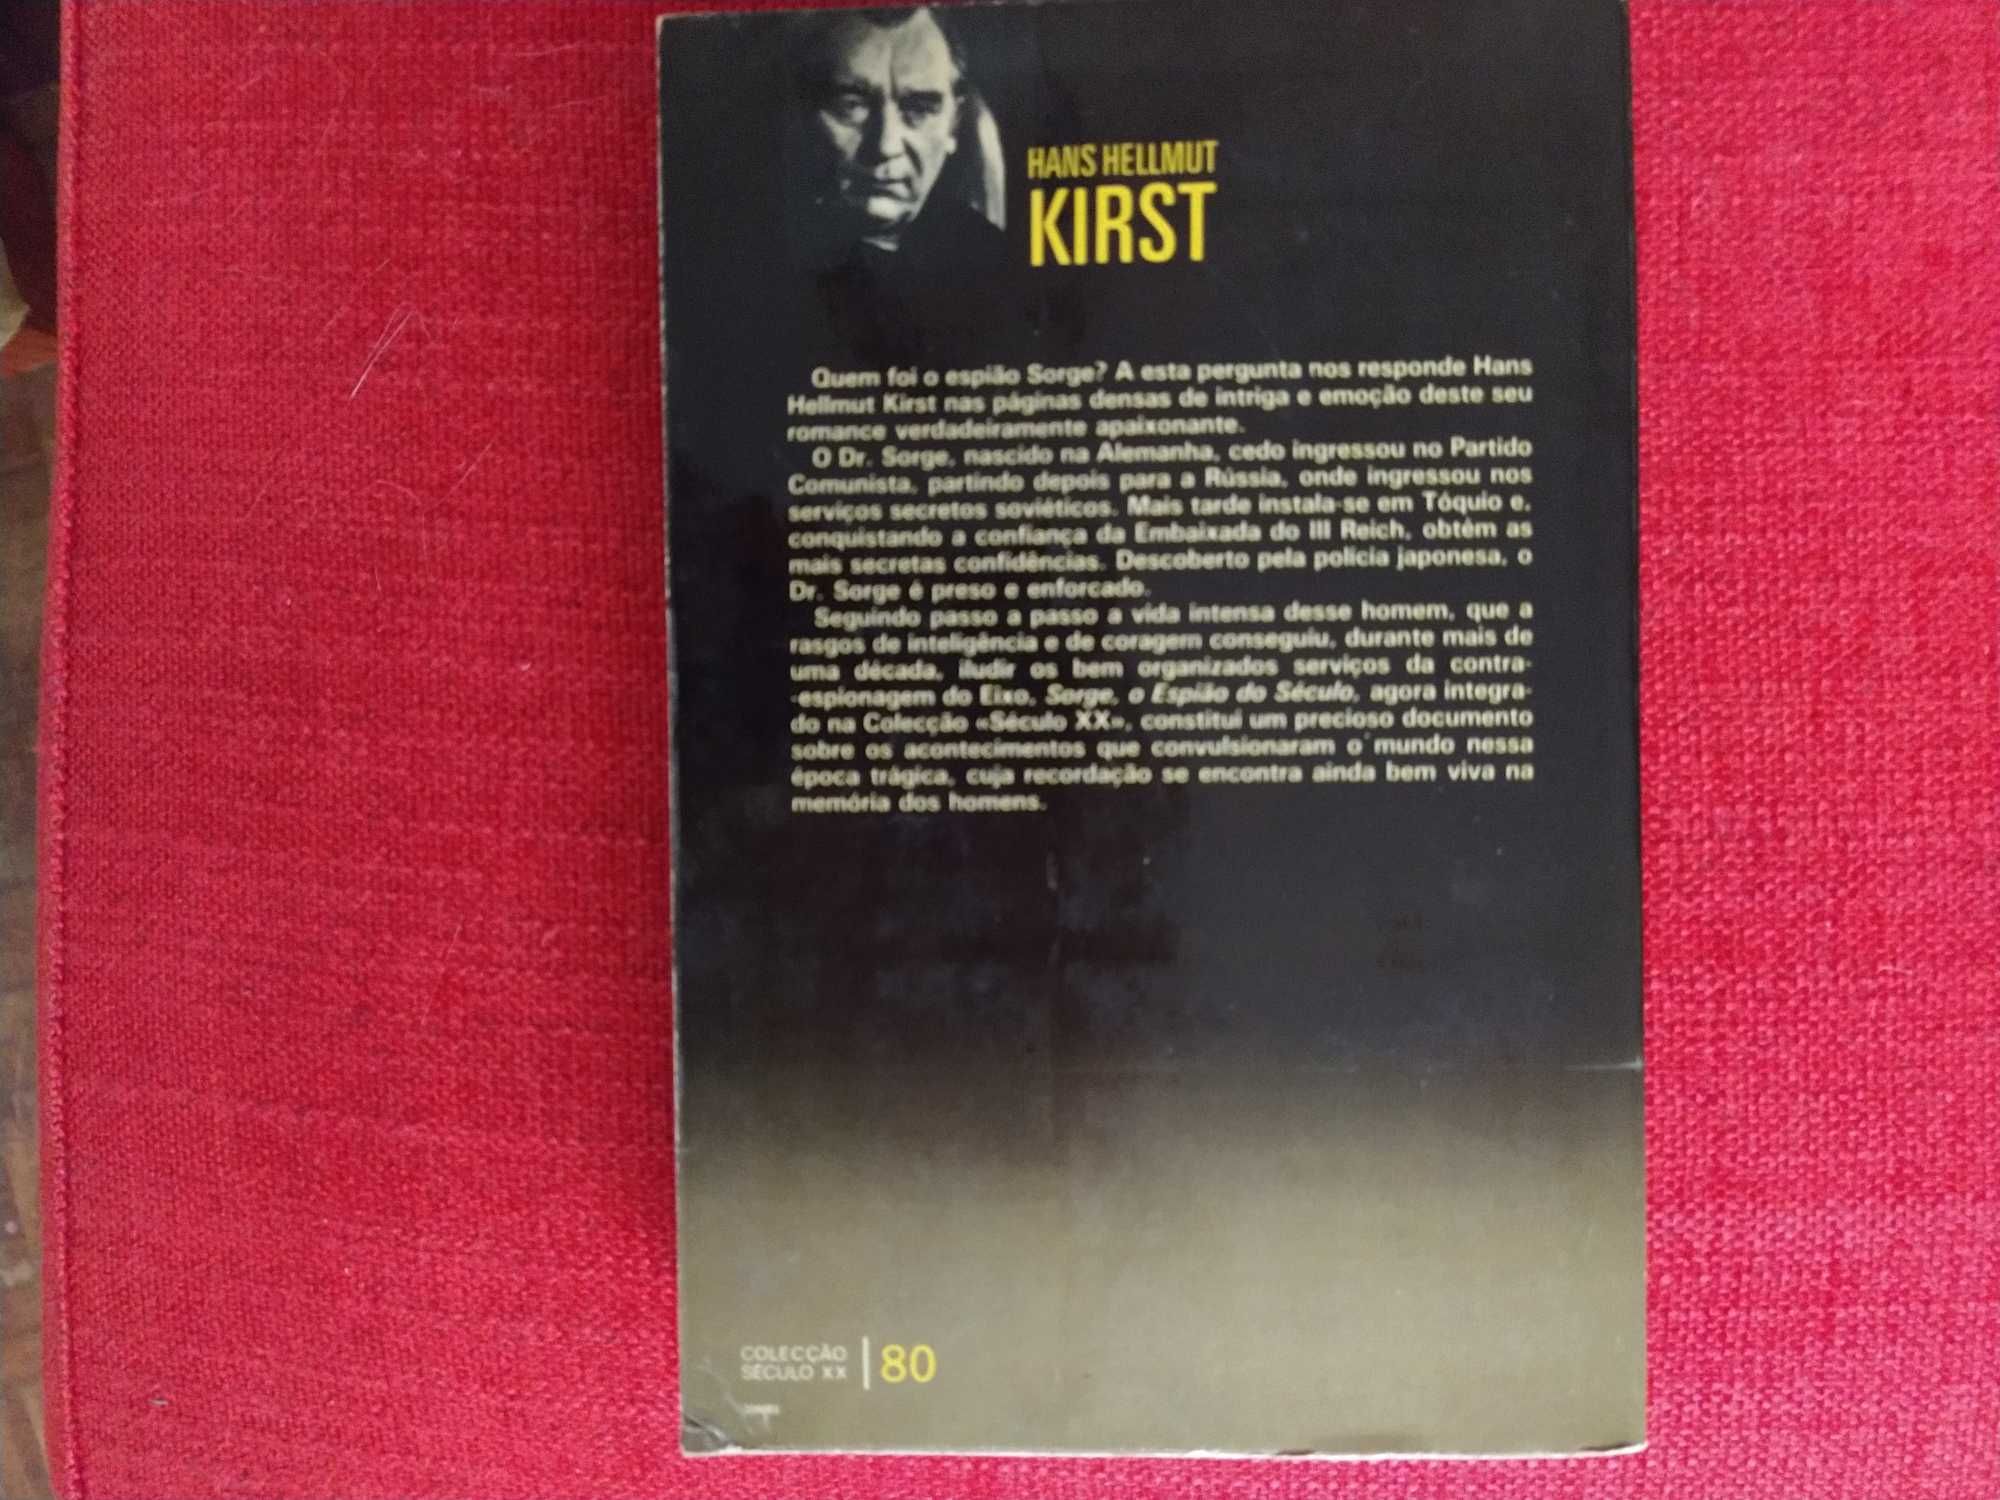 HANS HELLMUT
KIRST
Quem foi o espião Sorge? A esta pergunta nos responde Hans
Hellmut Kirst nas páginas densas de intriga e emoção deste seu
romance verdadeiramente apaixonante.
O Dr. Sorge, nascido na Alemanha, cedo ingressou no Partido
Comunista, partindo depois para a Rússia, onde ingressou nos
serviços secretos soviéticos. Mais tarde instala-se em Tóquio e,
conquistando a confiança da Embaixada do III Reich, obtém as
mais secretas confidências. Descoberto pela polícia japonesa, o
Dr. Sorge é preso e enforcado.
Seguindo passo a passo a vida intensa desse homem, que a
rasgos de inteligência e de coragem conseguiu, durante mais de
uma década, iludir os bem organizados serviços da contra-
-espionagem do Eixo, Sorge, o Espião do Século, agora integra-
do na Colecção «Século XX», constitui um precioso documento
sobre os acontecimentos que convulsionaram o mundo nessa
época trágica, cuja recordação se encontra ainda bem viva na
memória dos homens.
COLECÇÃO
SÉCULO XX
80